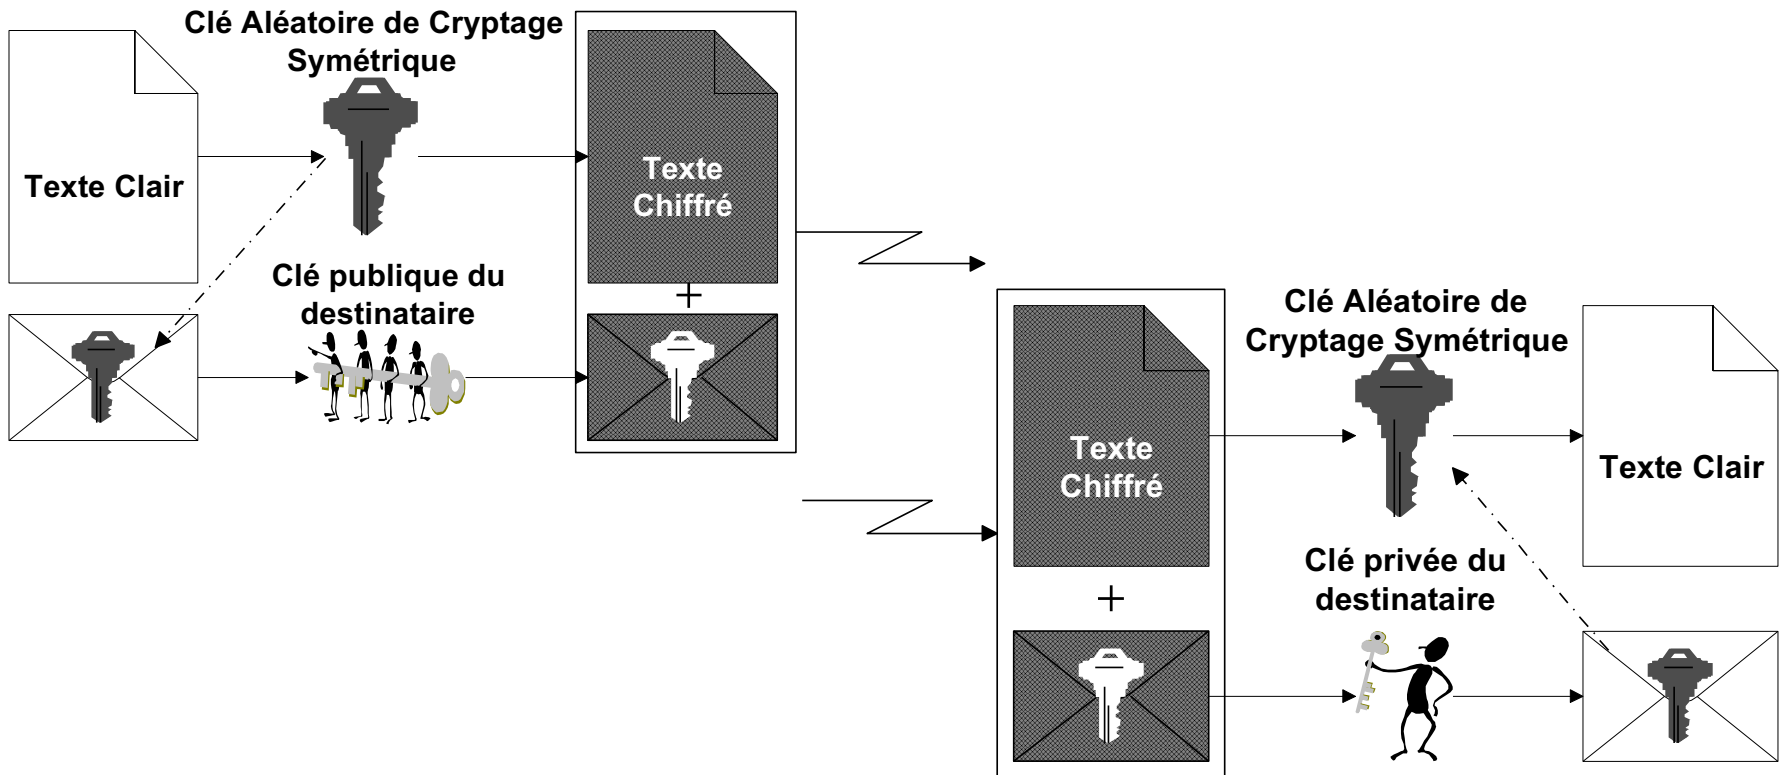 Clé Aléatoire de Cryptage
Symétrique
Texte Clair
Texte
Chiffré
+
Clé publique du
destinataire
Clé Aléatoire de
Cryptage Symétrique
Texte
Chiffré
Texte Clair
+
Clé privée du
destinataire